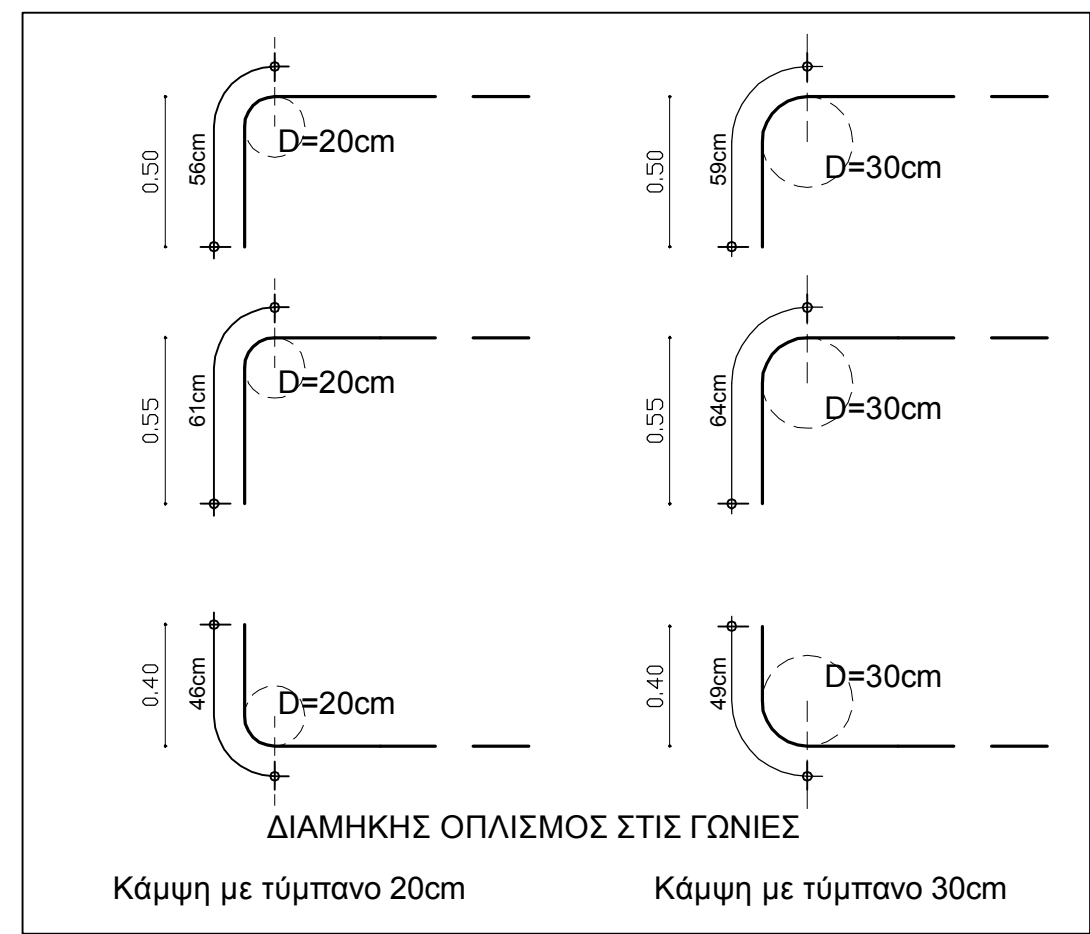 0.50
56cm
D=20cm
0.50
59cm
D=30cm
0.55
61cm
D=20cm
0.55
64cm
D=30cm
0.40
46cm
D=20cm
0.40
49cm
D=30cm
ΔΙΑΜΗΚΗΣ ΟΠΛΙΣΜΟΣ ΣΤΙΣ ΓΩΝΙΕΣ
Κάμψη με τύμπανο 20cm
Κάμψη με τύμπανο 30cm